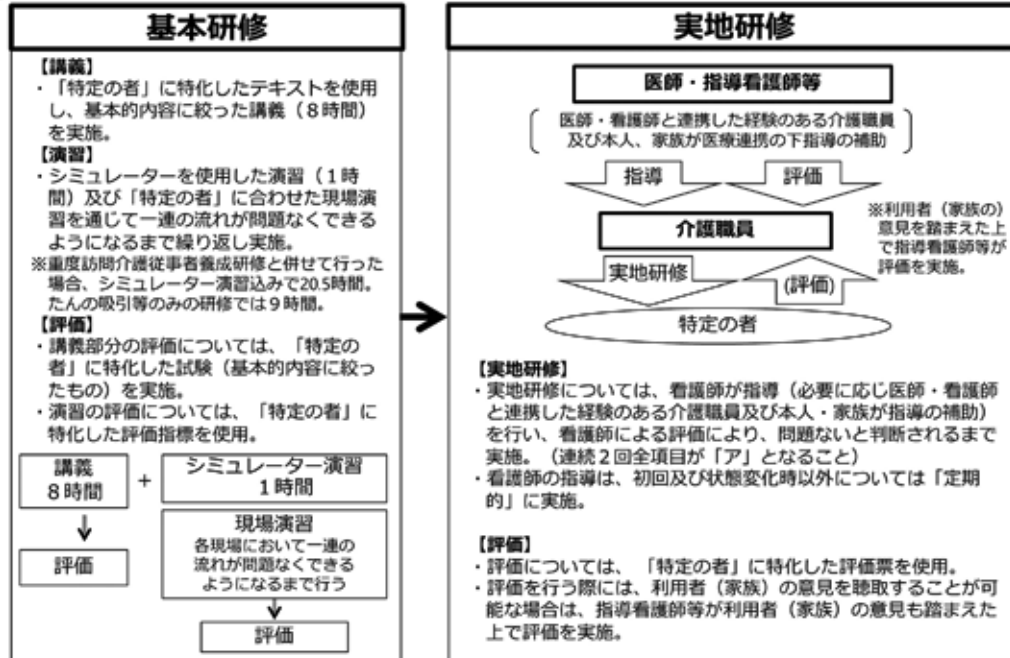 基本研修
【講義】
・「特定の者」に特化したテキストを使用
し、基本的内容に絞った講義（８時間）
を実施。
【演習】
・シミュレーターを使用した演習（１時
間）及び「特定の者」に合わせた現場演
習を通じて一連の流れが問題なくできる
ようになるまで繰り返し実施。
※重度訪問介護従事者養成研修と併せて行った
場合、シミュレーター演習込みで20.5時間。
たんの吸引等のみの研修では９時間。
【評価】
・講義部分の評価については、「特定の
者」に特化した試験（基本的内容に絞っ
たもの）を実施。
・演習の評価については、「特定の者」に
特化した評価指標を使用。
講義
８時間
+
シミュレーター演習
１時間
評価
現場演習
各現場において一連の
流れが問題なくできる
ようになるまで行う
評価
実地研修
医師・指導看護師等
医師・看護師と連携した経験のある介護職員
及び本人、家族が医療連携の下指導の補助
指導
評価
※利用者（家族の）
意見を踏まえた上
で指導看護師等が
評価を実施。
介護職員
実地研修
(評価)
特定の者
【実地研修】
・実地研修については、看護師が指導（必要に応じ医師・看護師
と連携した経験のある介護職員及び本人・家族が指導の補助）
を行い、看護師による評価により、問題ないと判断されるまで
実施。（連続２回全項目が「ア」となること）
・看護師の指導は、初回及び状態変化時以外については「定期
的」に実施。
【評価】
・評価については、「特定の者」に特化した評価票を使用。
・評価を行う際には、利用者（家族）の意見を聴取することが可
能な場合は、指導看護師等が利用者（家族）の意見も踏まえた
上で評価を実施。